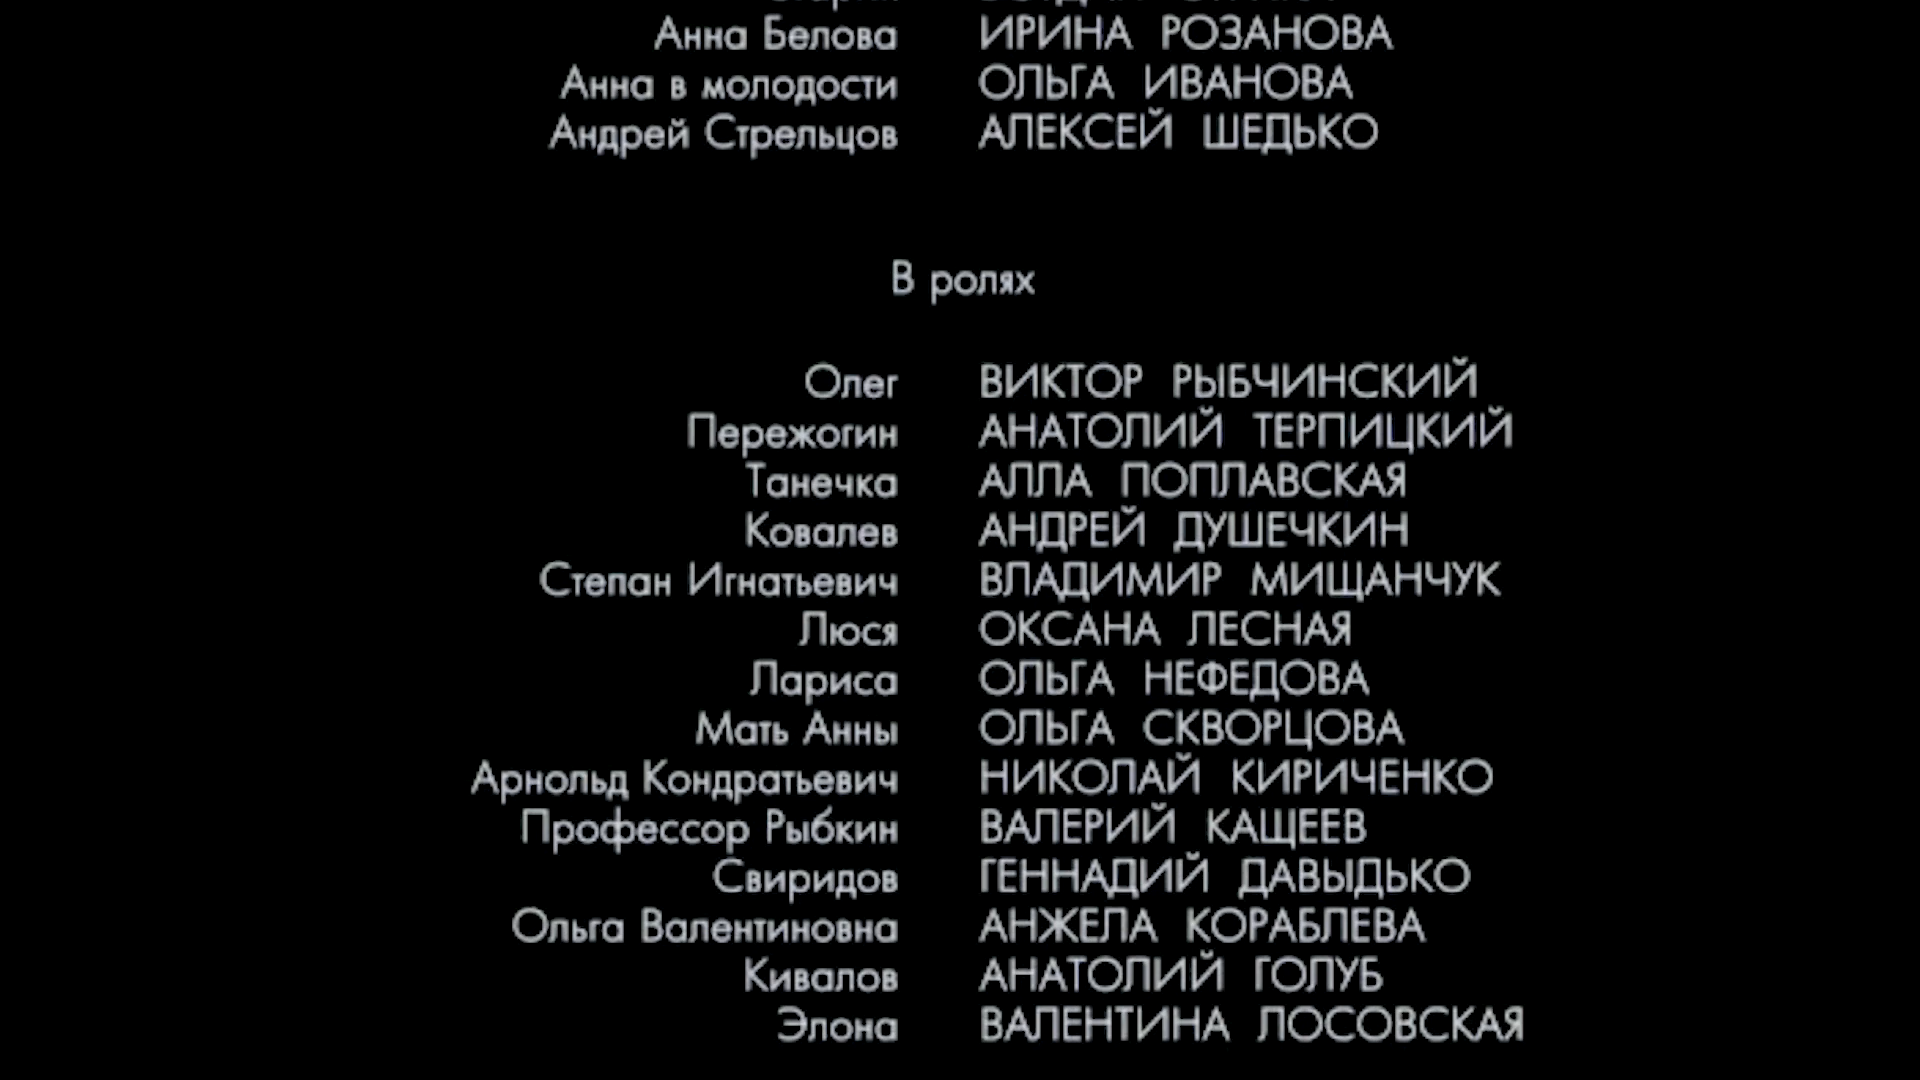 Анна Белова ИРИНА РОЗАНОВА
Анна в молодости ОЛЬГА ИВАНОВА
Андрей Стрельцов АЛЕКСЕЙ ШЕДЬКО
В ролях
Олег ВИКТОР РЫБЧИНСКИЙ
Пережогин АНАТОЛИЙ ТЕРПИЦКИЙ
Танечка АЛЛА ПОПЛАВСКАЯ
Ковалев АНДРЕЙ ДУШЕЧКИН
Степан Игнатьевич ВЛАДИМИР МИЩАНЧУК
Люся ОКСАНА ЛЕСНАЯ
Лариса ОЛЬГА НЕФЕДОВА
Мать Анны ОЛЬГА СКВОРЦОВА
Арнольд Кондратьевич НИКОЛАЙ КИРИЧЕНКО
Профессор Рыбкин ВАЛЕРИЙ КАЩЕЕВ
Свиридов ГЕННАДИЙ ДАВЫДЬКО
Ольга Валентиновна АНЖЕЛА КОРАБЛЕВА
Кивалов АНАТОЛИЙ ГОЛУБ
Элона ВАЛЕНТИНА ЛОСОВСКАЯ